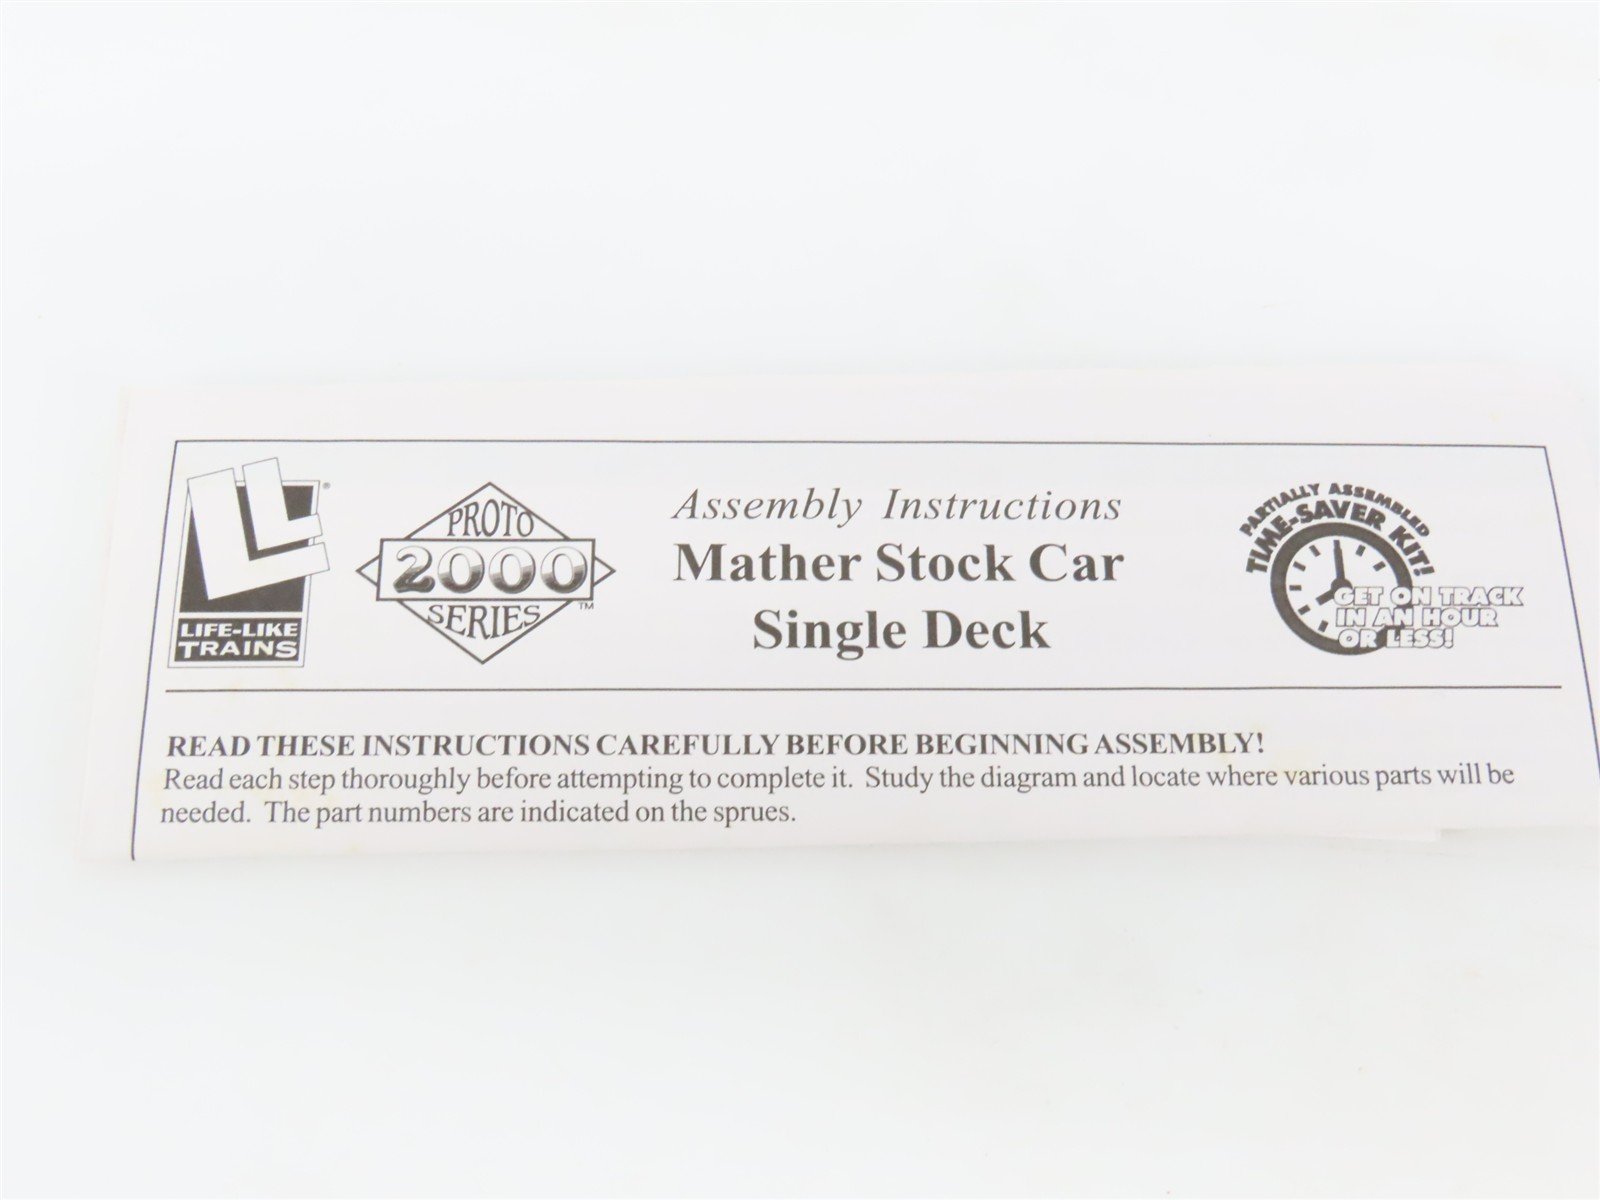 LIFE-LIKE
TRAINS
®
PROTO
2000
SERIES
™
Assembly Instructions
Mather Stock Car
Single Deck
PARTIALLY ASSEMBLED
TIME-SAVER KIT!
GET ON TRACK
IN AN HOUR
OR LESS!
READ THESE INSTRUCTIONS CAREFULLY BEFORE BEGINNING ASSEMBLY!
Read each step thoroughly before attempting to complete it. Study the diagram and locate where various parts will be
needed. The part numbers are indicated on the sprues.